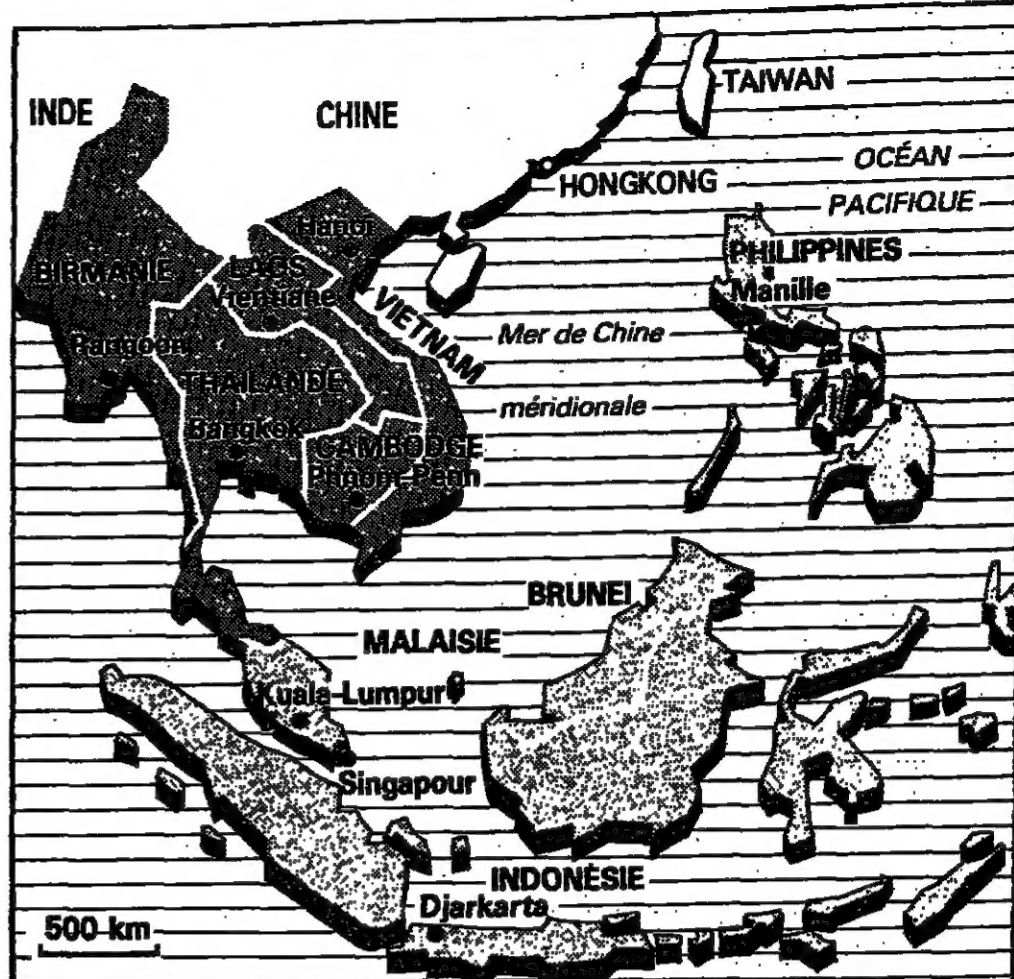 TAIWAN
INDE
CHINE
OCÉAN
HONGKONG
PACIFIQUE
Hanoi
PHILIPPINES
BIRMANIE
LAOS
Manille
Vientiane
VIETNAM
Mer de Chine
méridionale
Rangoon
THAILANDE
Bangkok
CAMBODGE
Phnom-Penh
BRUNEI
MALAISIE
Kuala-Lumpur
Singapour
INDONÉSIE
Djarkarta
500 km